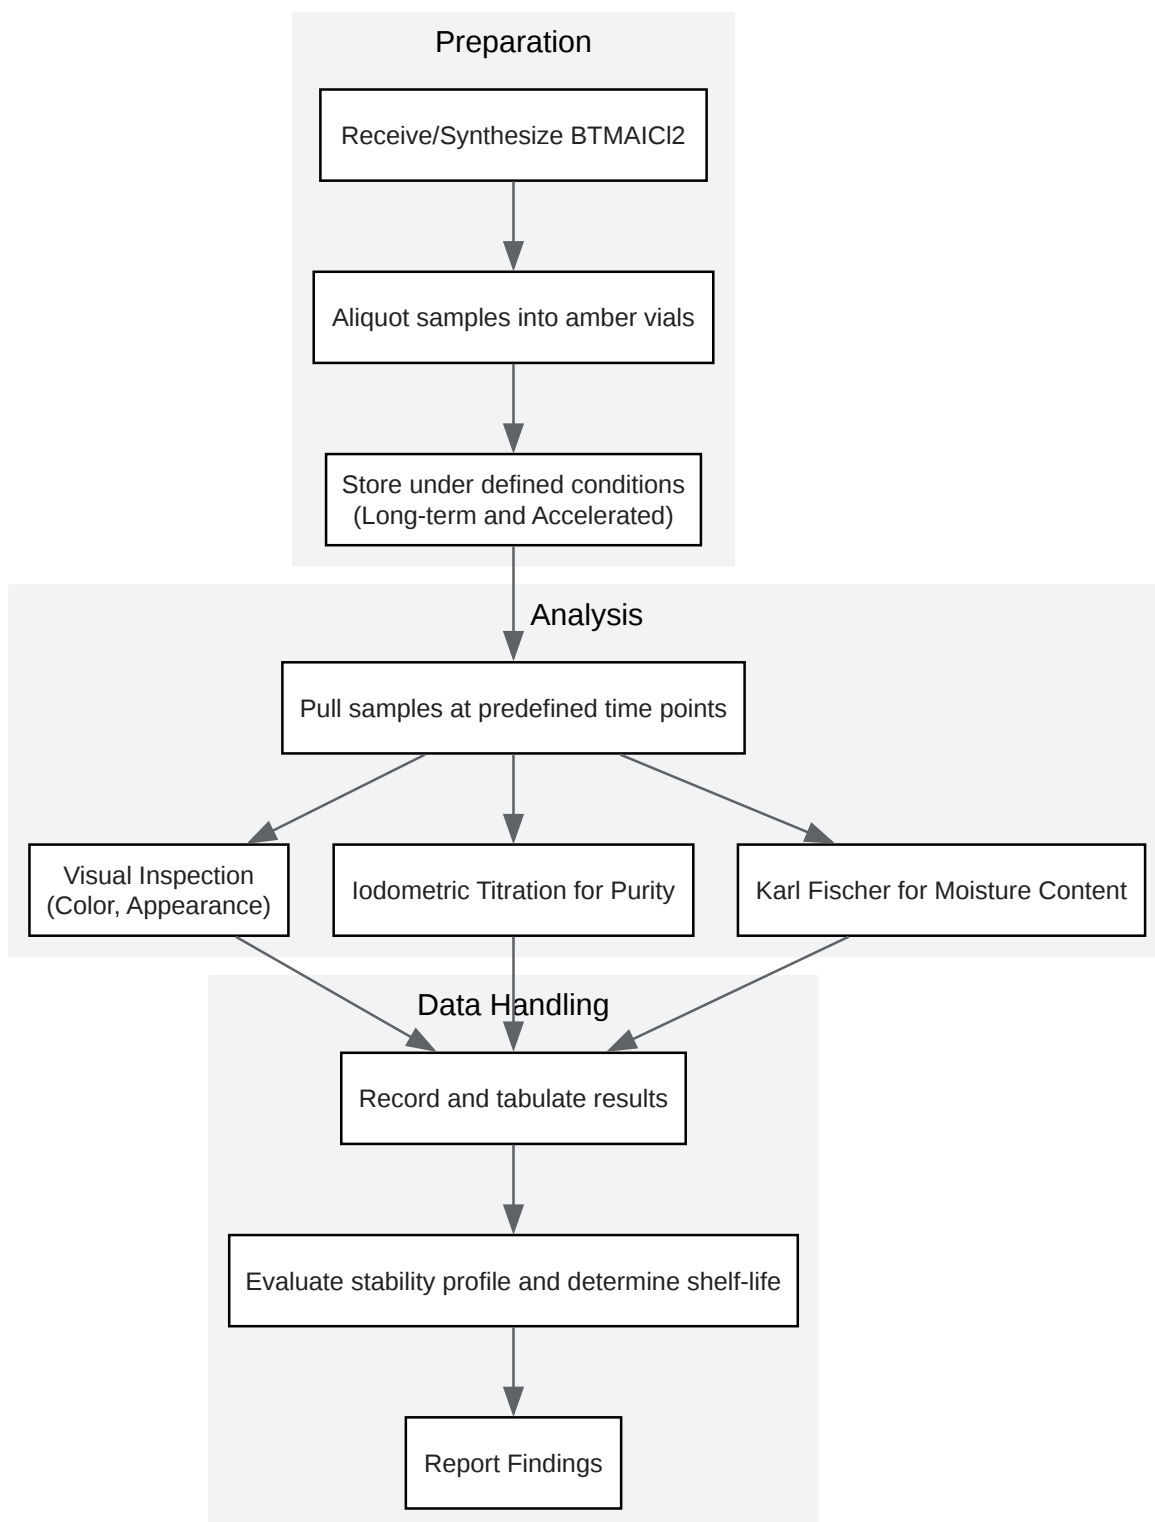 Preparation
Receive/Synthesize BTMAICl2
Aliquot samples into amber vials
Store under defined conditions
(Long-term and Accelerated)
Analysis
Pull samples at predefined time points
Visual Inspection
(Color, Appearance)
Iodometric Titration for Purity
Karl Fischer for Moisture Content
Data Handling
Record and tabulate results
Evaluate stability profile and determine shelf-life
Report Findings